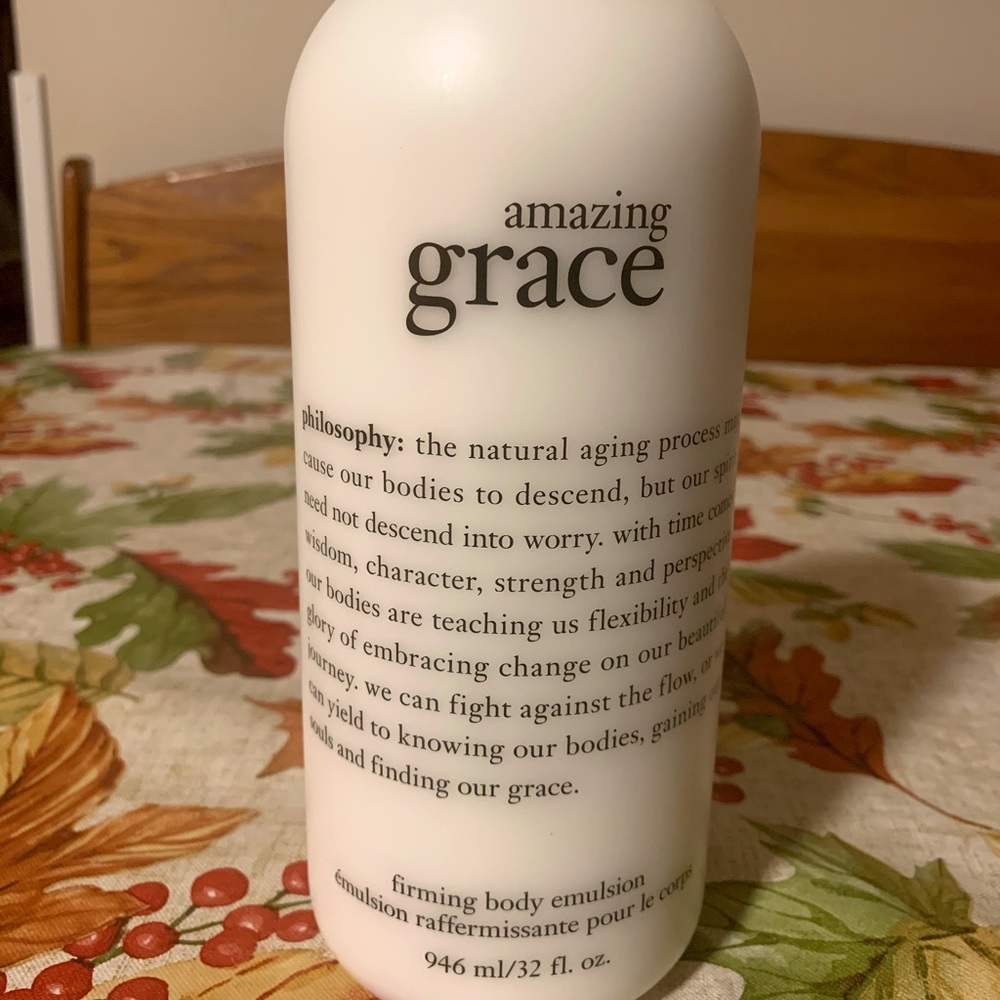 amazing
grace
philosophy: the natural aging process
cause our bodies to descend, but our
need not descend into worry. with time
wisdom, character, strength and
our bodies are teaching us flexibility and
glory of embracing change on our
journey. we can fight against the flow, or
can yield to knowing our bodies, gaining
souls and finding our grace.
firming body emulsion
émulsion raffermissante pour le corps
946 ml/32 fl. oz.